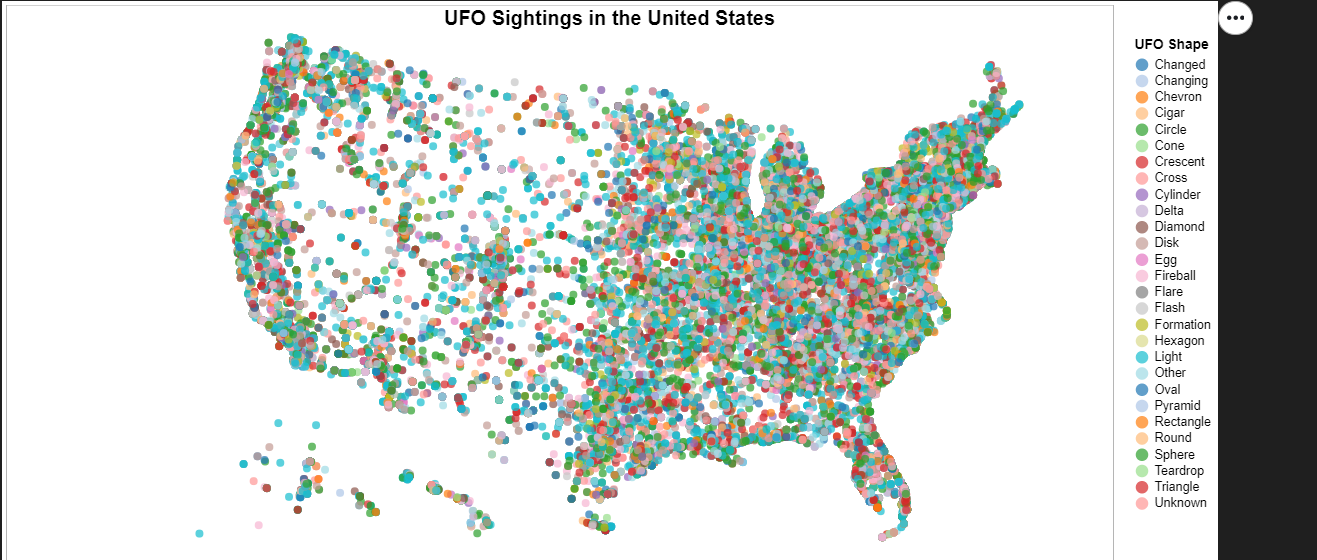 UFO Sightings in the United States
UFO Shape
Changed
Changing
Chevron
Cigar
Circle
Cone
Crescent
Cross
Cylinder
Delta
Diamond
Disk
Egg
Fireball
Flare
Flash
Formation
Hexagon
Light
Other
Oval
Pyramid
Rectangle
Round
Sphere
Teardrop
Triangle
Unknown